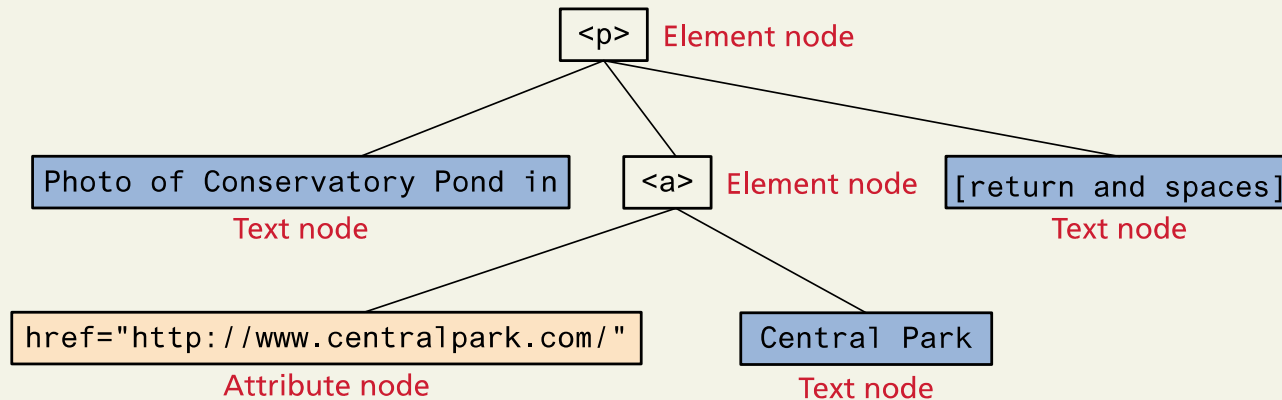 <p> Element node
Photo of Conservatory Pond in <a> Element node [return and spaces]
Text node Text node
href="http://www.centralpark.com/" Central Park
Attribute node Text node